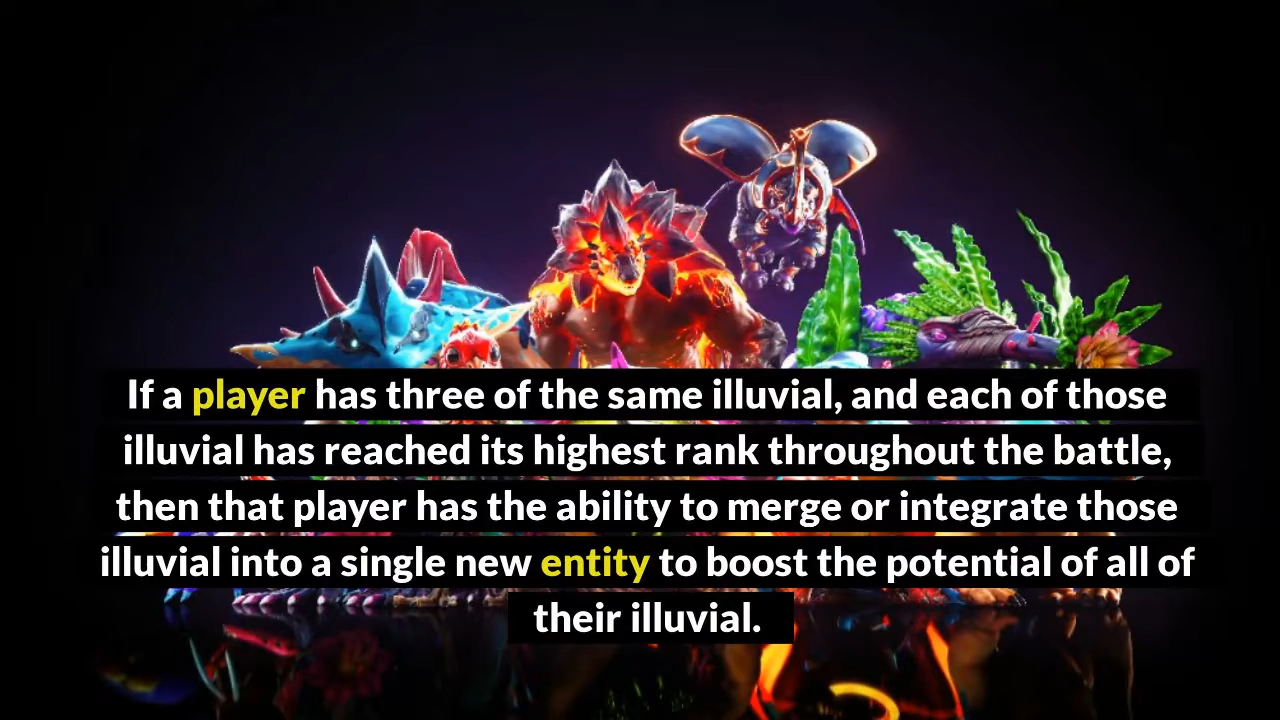 If a player has three of the same illuvial, and each of those
illuvial has reached its highest rank throughout the battle,
then that player has the ability to merge or integrate those
illuvial into a single new entity to boost the potential of all of
their illuvial.